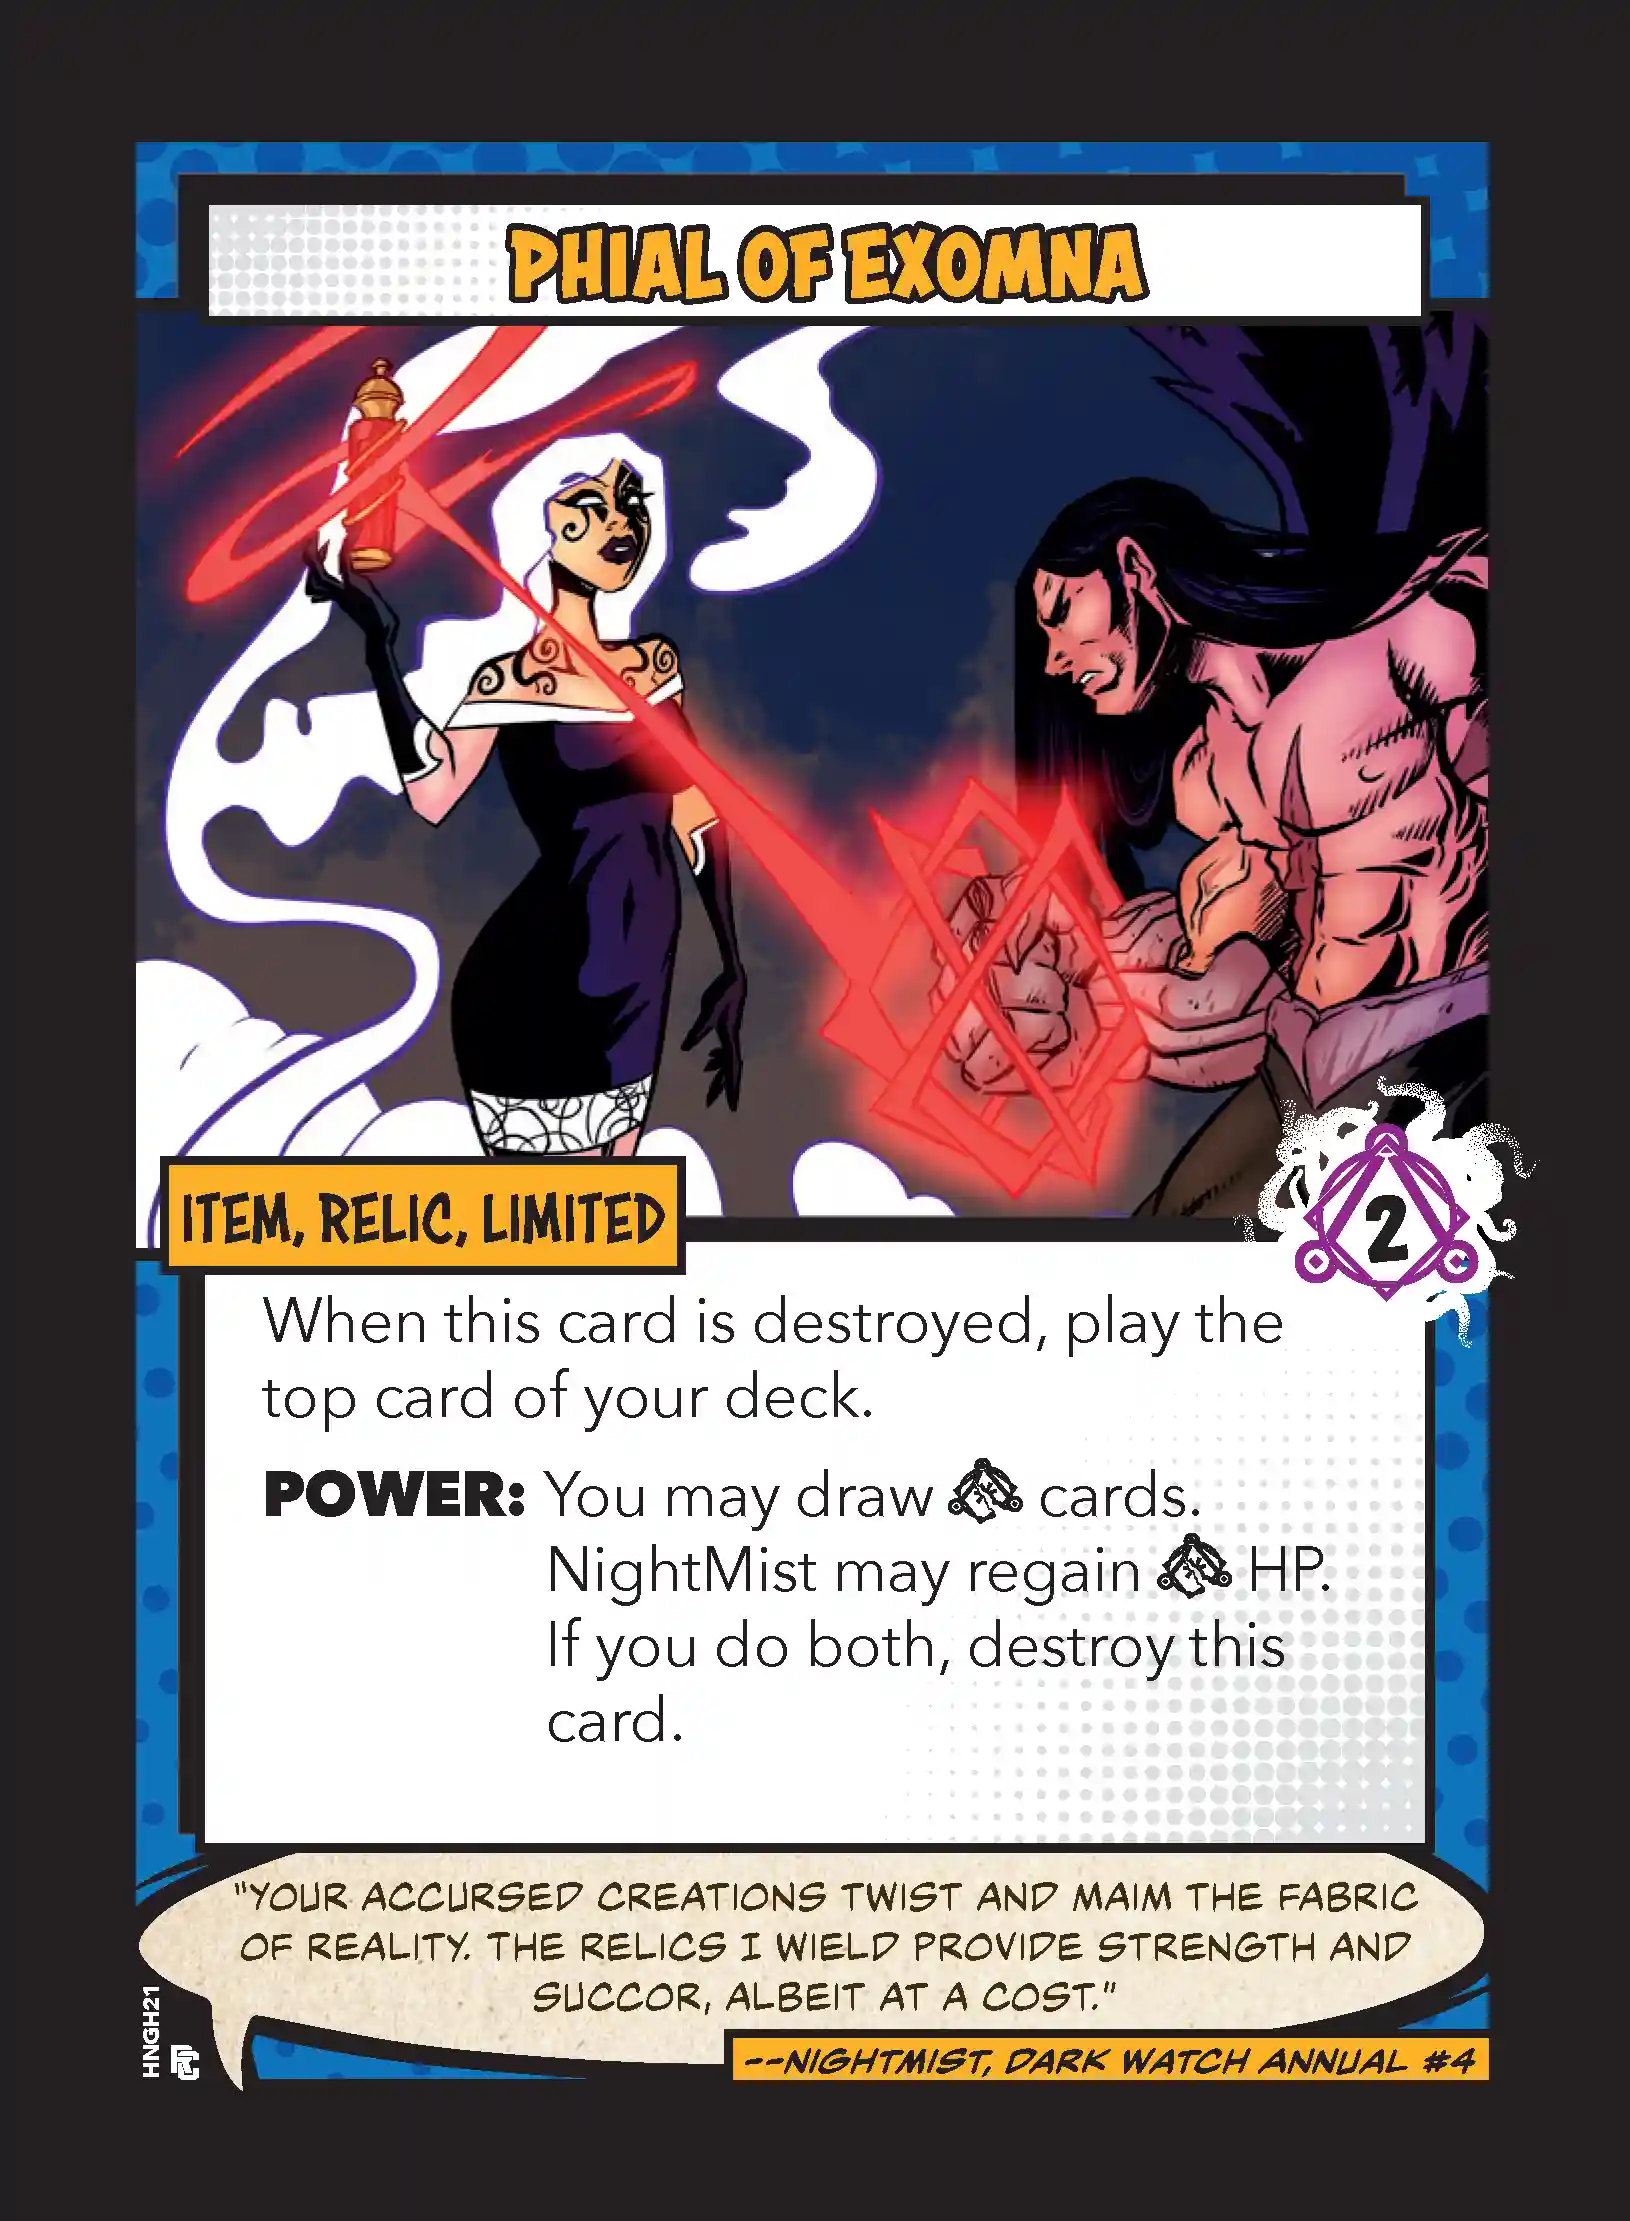 PHIAL OF EXOMNA
ITEM, RELIC, LIMITED
2
When this card is destroyed, play the
top card of your deck.
POWER: You may draw cards.
NightMist may regain HP.
If you do both, destroy this
card.
"YOUR ACCURSED CREATIONS TWIST AND MAIM THE FABRIC
OF REALITY. THE RELICS I WIELD PROVIDE STRENGTH AND
SUCCOR, ALBEIT AT A COST."
--NIGHTMIST, DARK WATCH ANNUAL #4
HNGH21